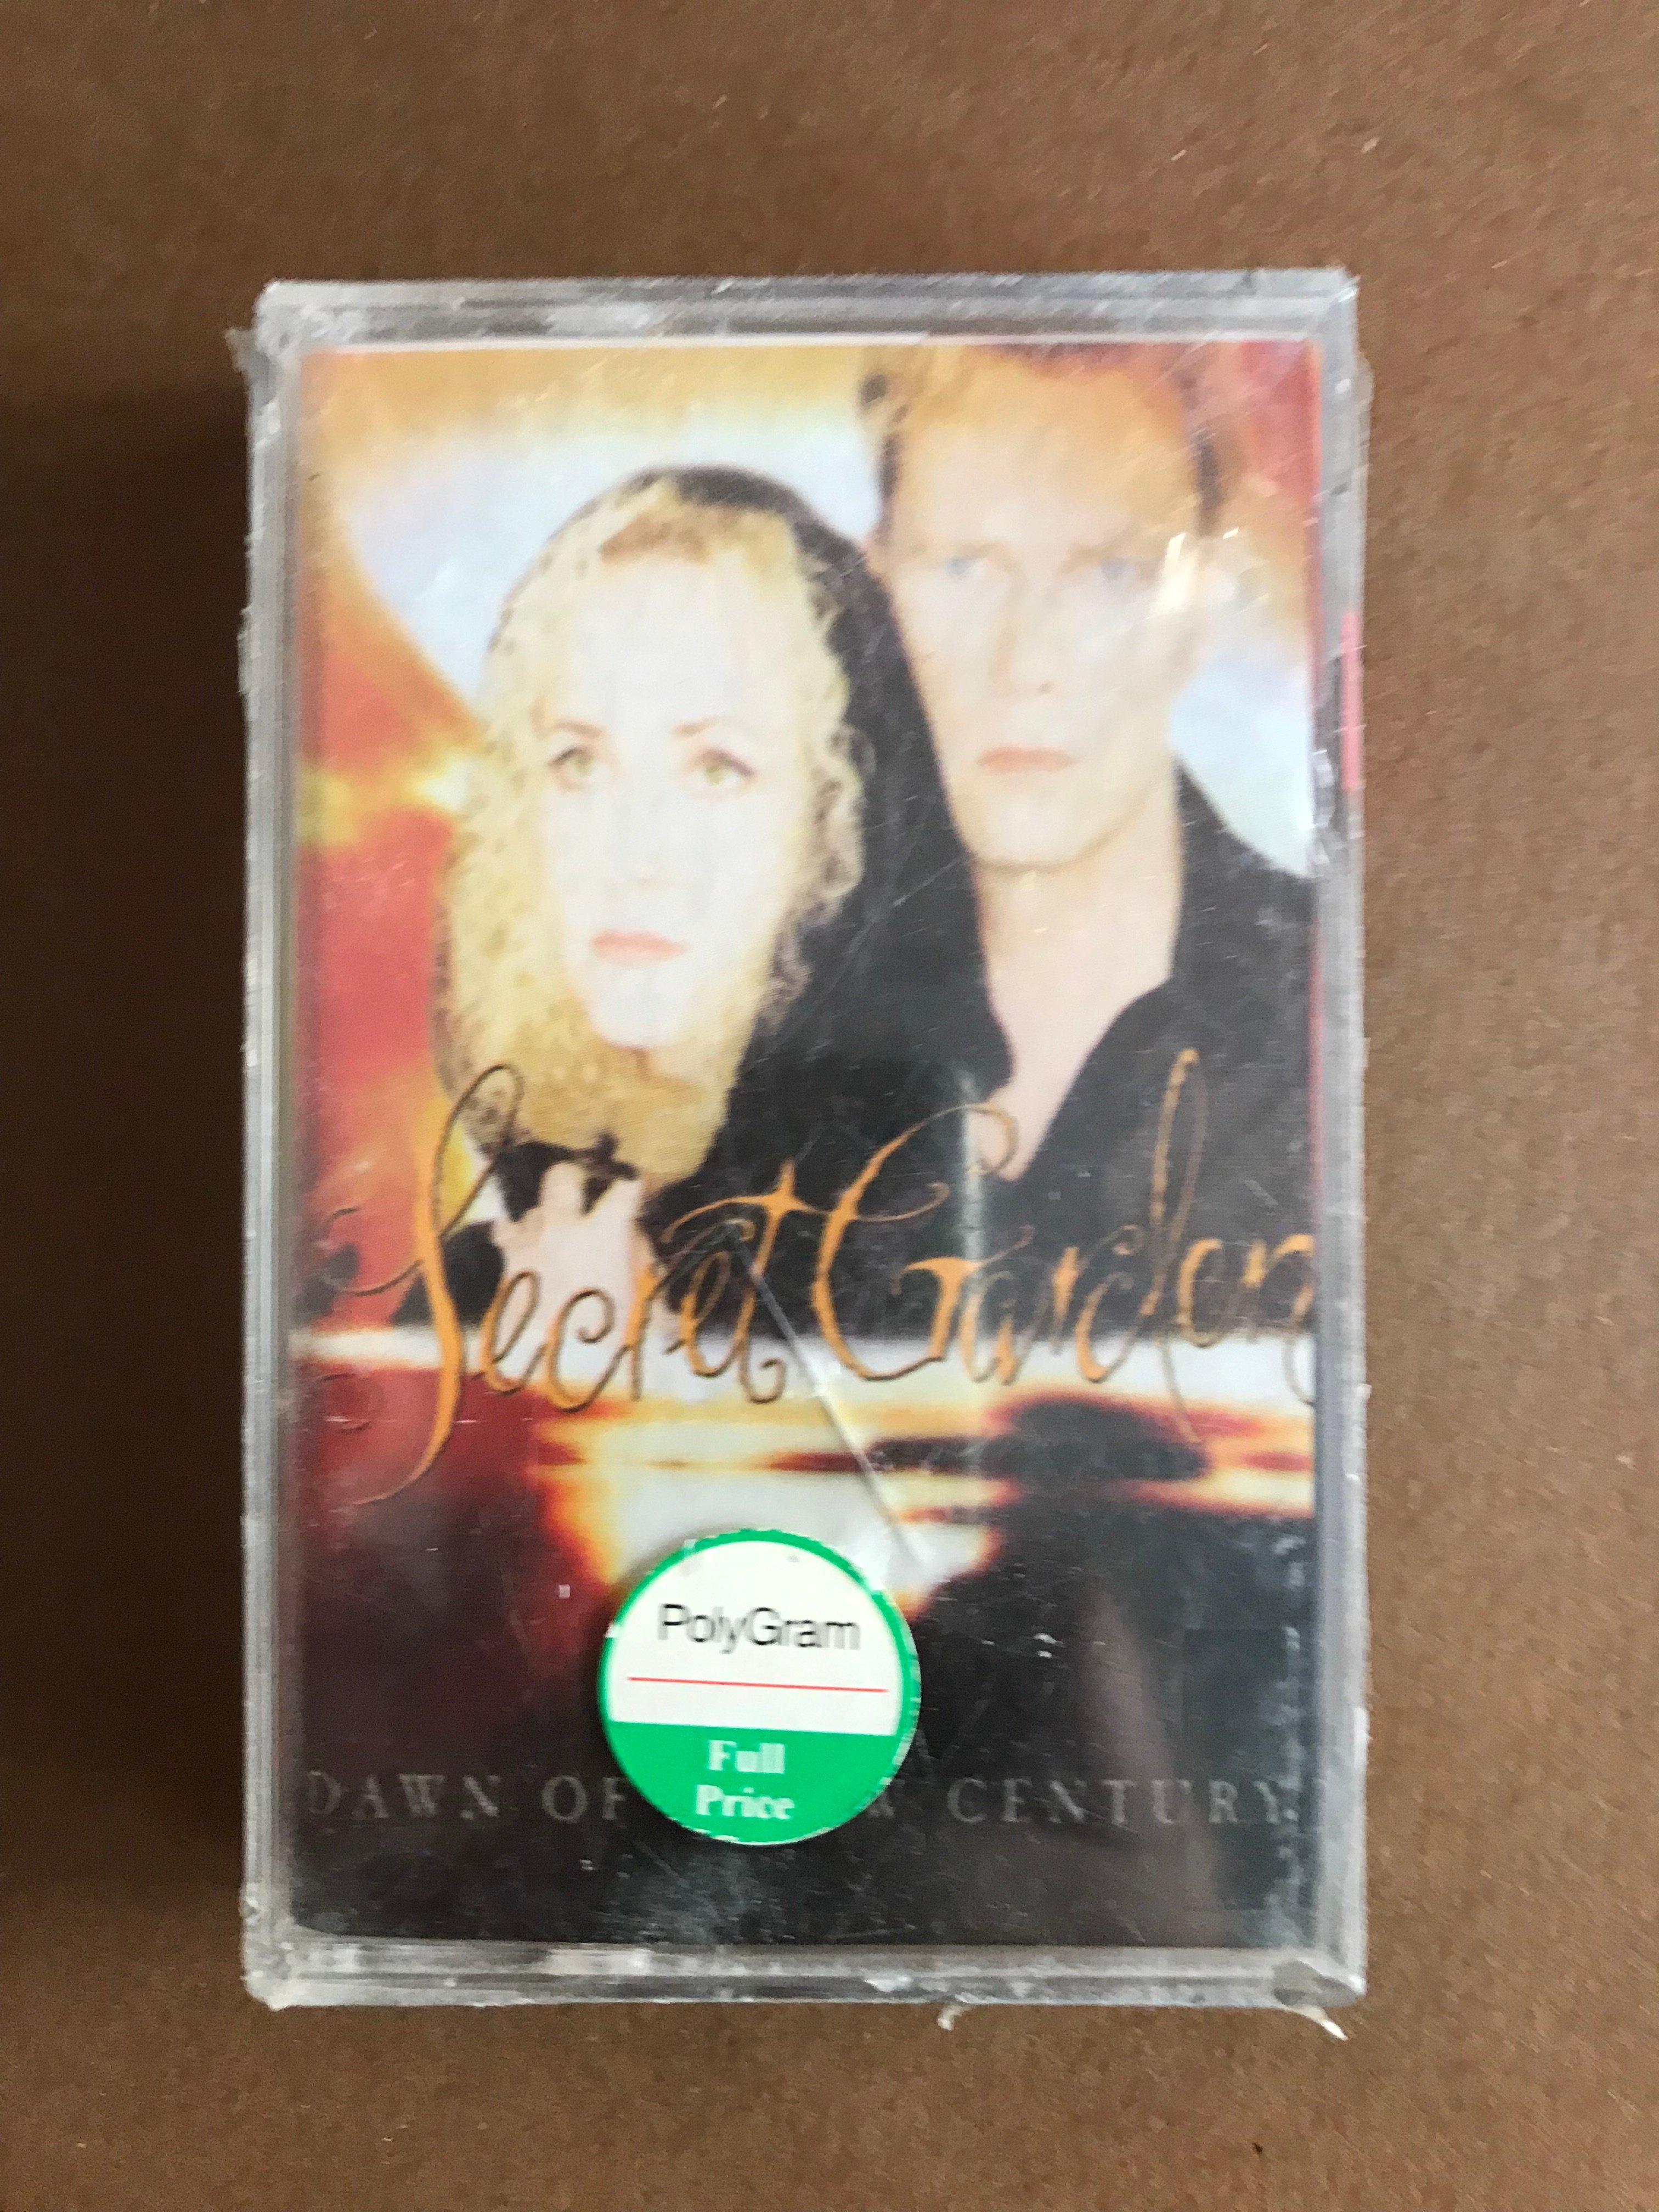 Secret Garden
PolyGram
Full
Price
DAWN OF W CENTURY